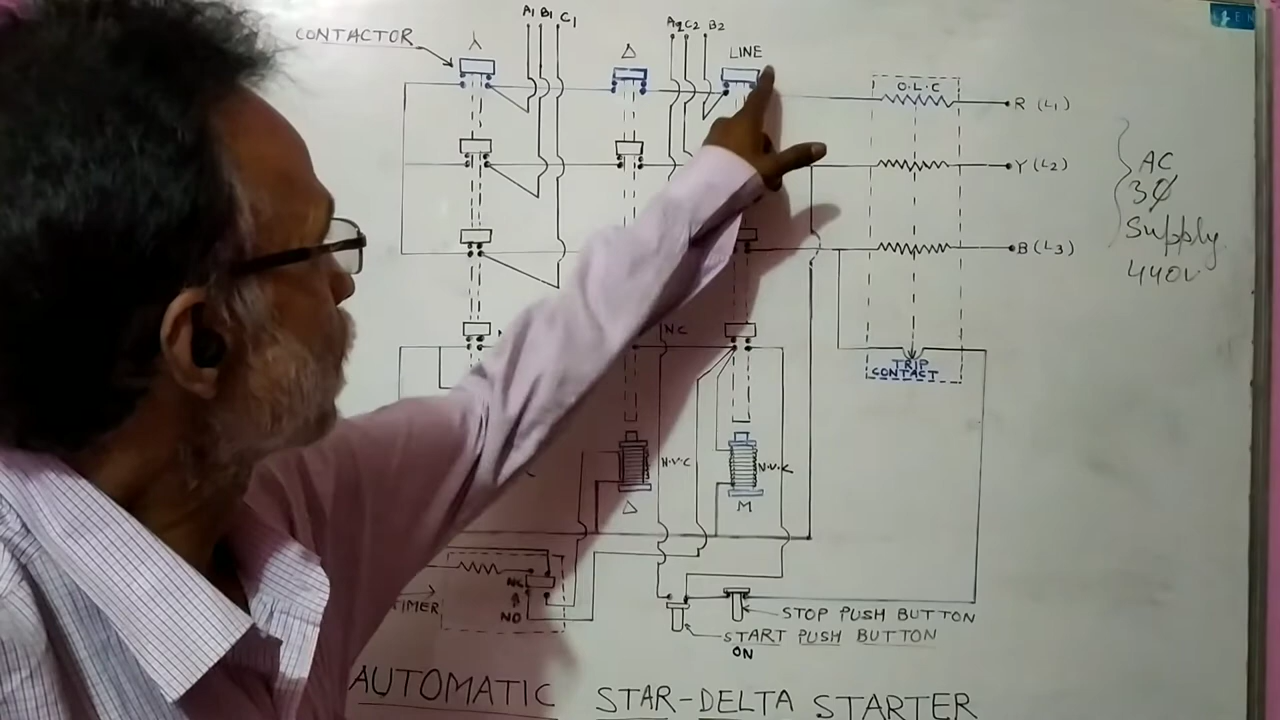 A1 B1 C1
A2 C2 B2
CONTACTOR
⅄
Δ
LINE
O.L.C
R (L1)
Y (L2)
B (L3)
AC
3Ø
Supply
440V
NC
TRIP
CONTACT
N.V.C
N.V.C
Δ
M
NC
NO
TIMER
STOP PUSH BUTTON
START PUSH BUTTON
ON
AUTOMATIC STAR-DELTA STARTER